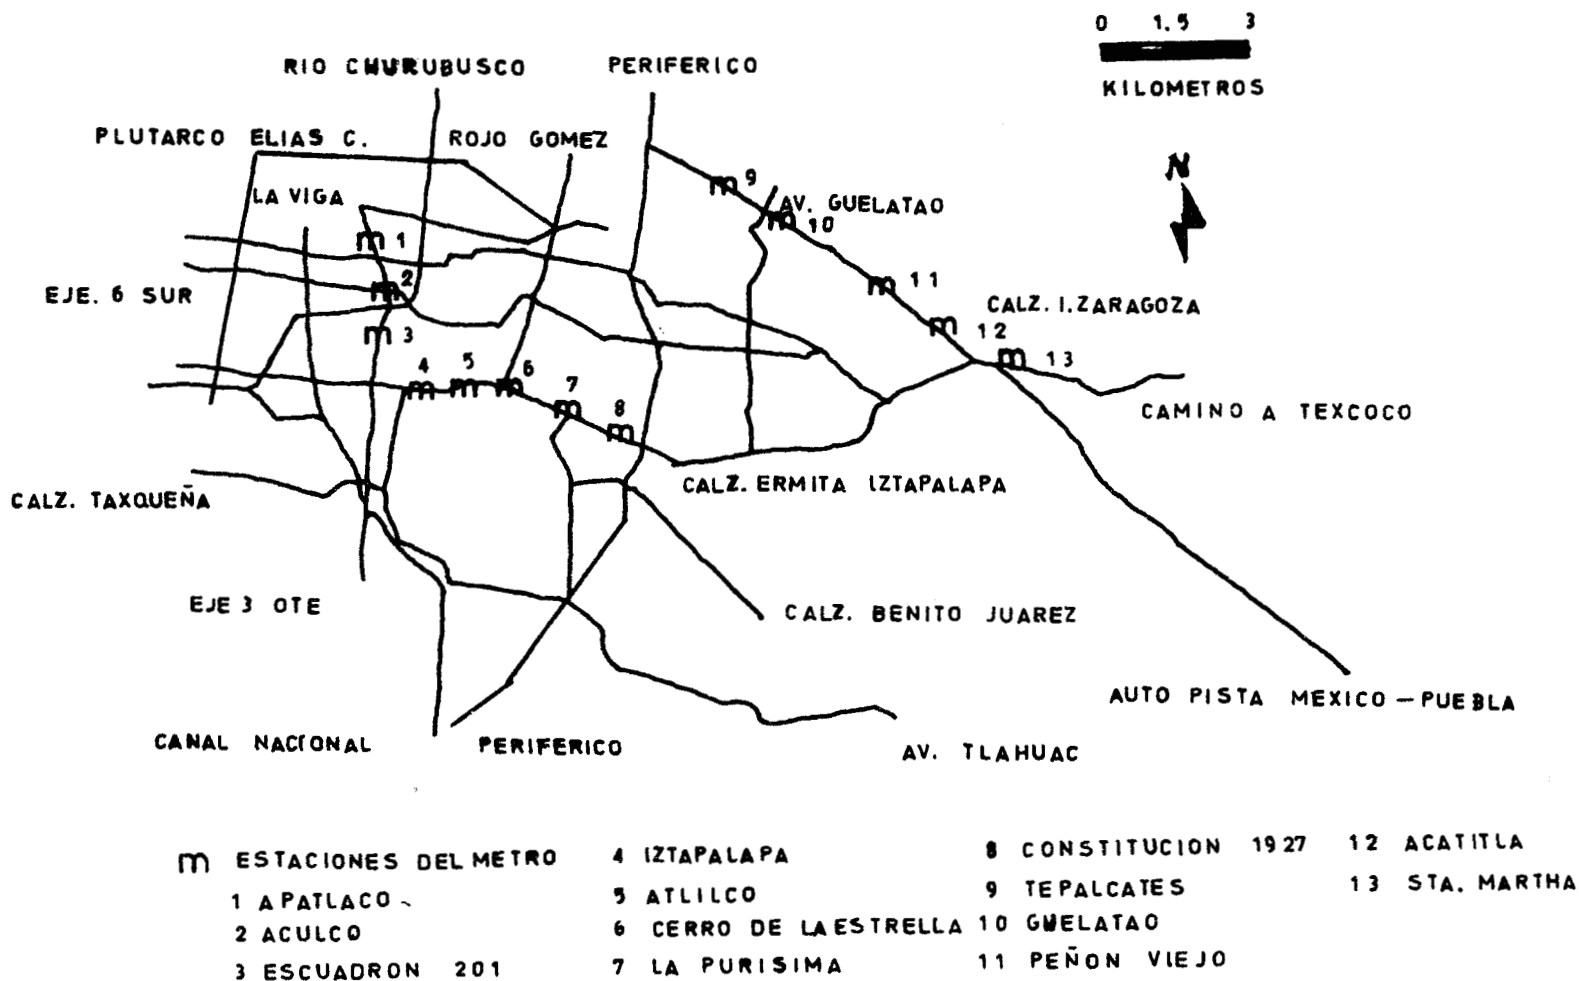 0 1.5 3
KILOMETROS
RIO CHURUBUSCO
PERIFERICO
PLUTARCO ELIAS C.
ROJO GOMEZ
N
LA VIGA
m 9
AV. GUELATAO
m 10
m 1
EJE. 6 SUR
m 2
m 11
CALZ. I. ZARAGOZA
m 3
m 12
m 13
4 5 6
m m m
7
m
8
m
CAMINO A TEXCOCO
CALZ. TAXQUEÑA
CALZ. ERMITA IZTAPALAPA
EJE 3 OTE
CALZ. BENITO JUAREZ
AUTO PISTA MEXICO - PUEBLA
CANAL NACIONAL
PERIFERICO
AV. TLAHUAC
m ESTACIONES DEL METRO
1 APATLACO
2 ACULCO
3 ESCUADRON 201
4 IZTAPALAPA
5 ATLILCO
6 CERRO DE LA ESTRELLA
7 LA PURISIMA
8 CONSTITUCION 1927
9 TEPALCATES
10 GUELATAO
11 PEÑON VIEJO
12 ACATITLA
13 STA. MARTHA